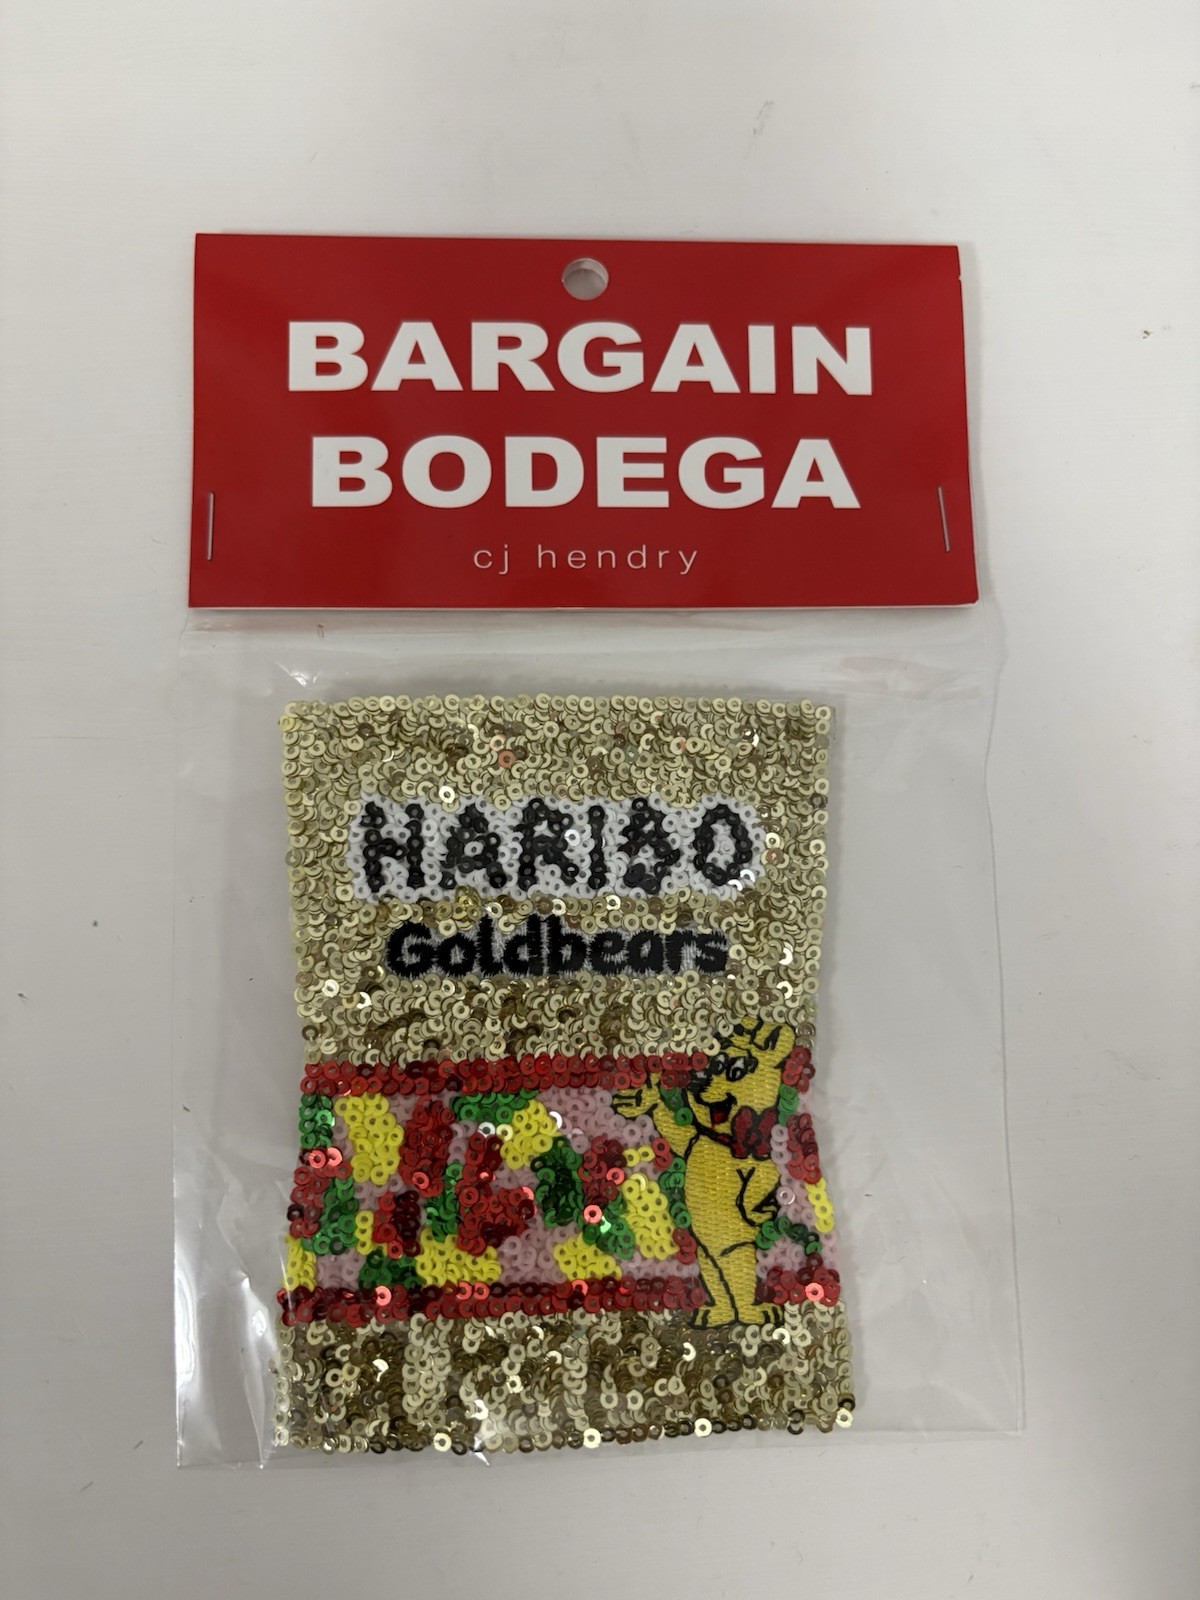 BARGAIN
BODEGA
cj hendry
HARIBO
Goldbears